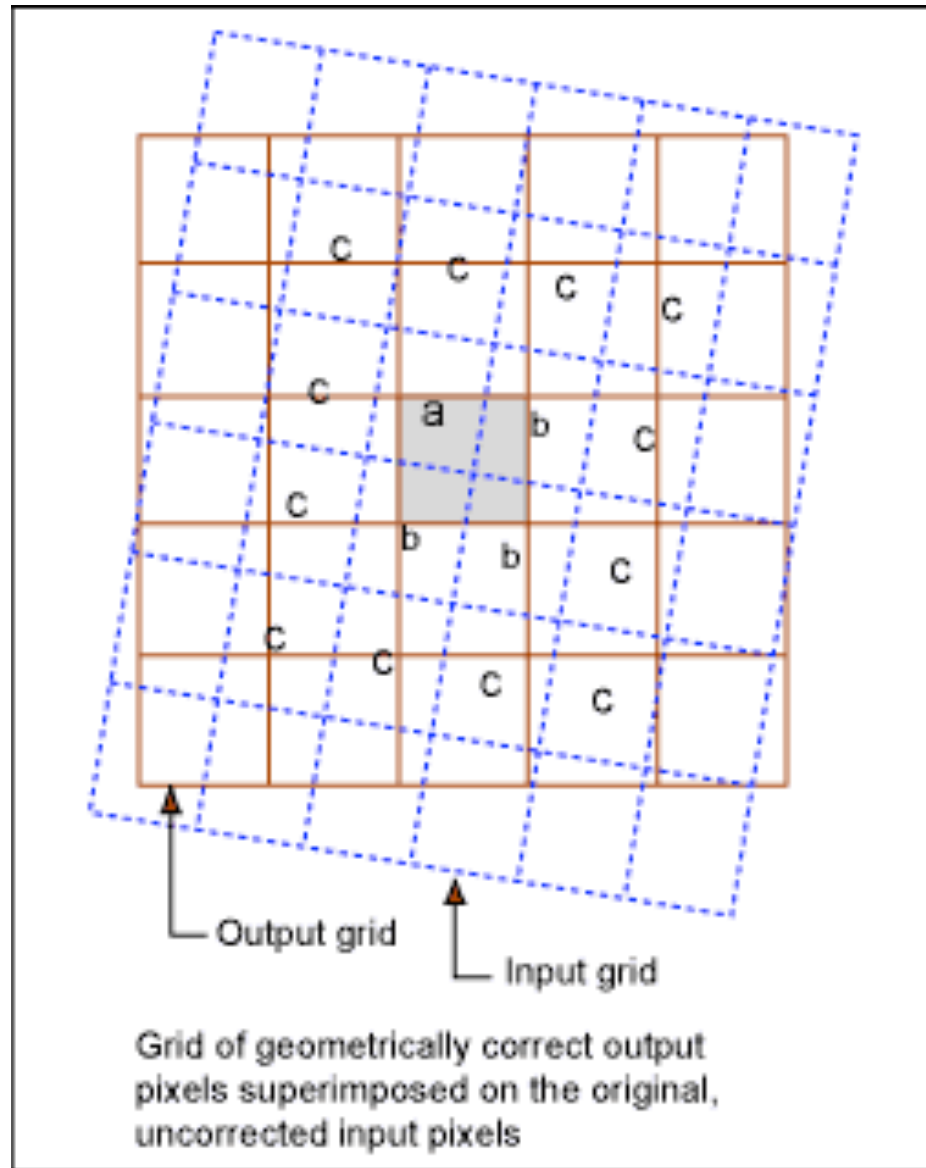 C
C
C
C
C
a
b
C
C
b
b
C
C
C
C
C
Output grid
Input grid
Grid of geometrically correct output
pixels superimposed on the original,
uncorrected input pixels